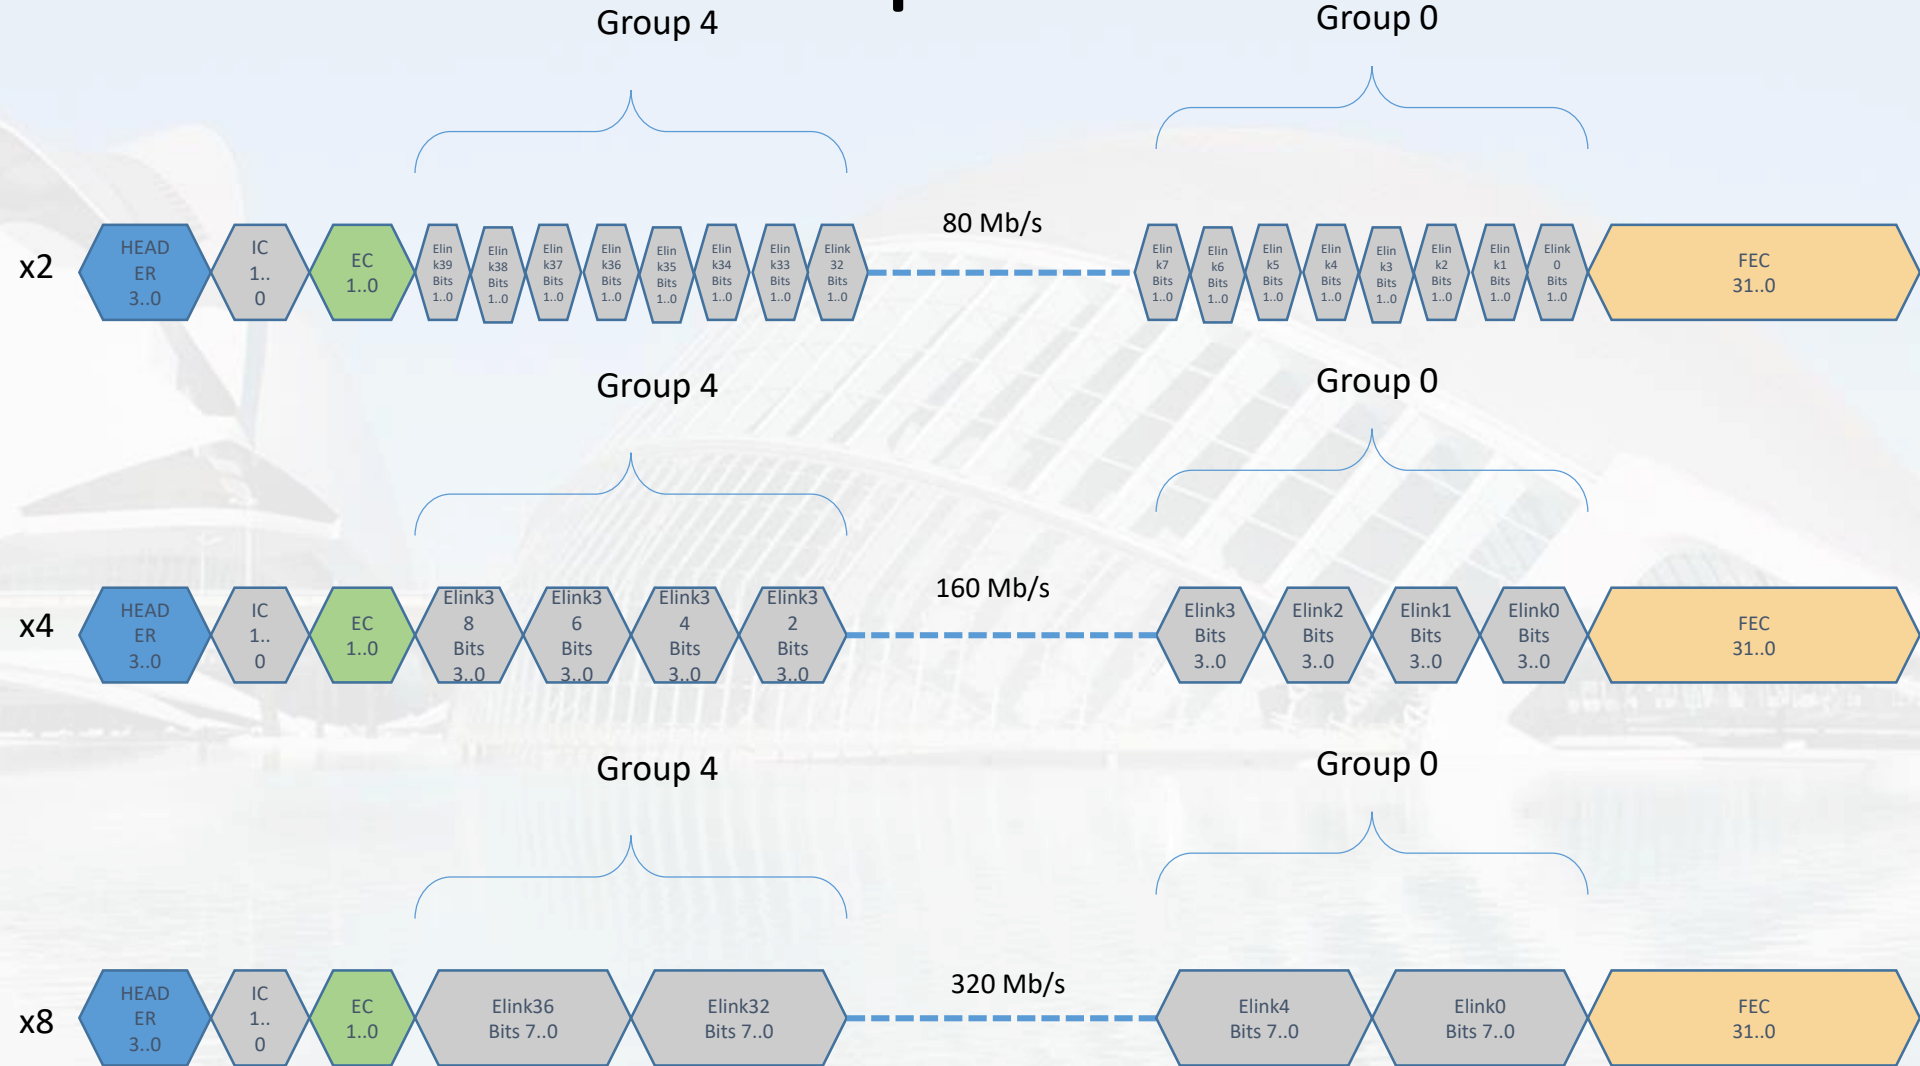 Group 4
Group 0
x2
HEAD
ER
3..0
IC
1..
0
EC
1..0
Elin
k39
Bits
1..0
Elin
k38
Bits
1..0
Elin
k37
Bits
1..0
Elin
k36
Bits
1..0
Elin
k35
Bits
1..0
Elin
k34
Bits
1..0
Elin
k33
Bits
1..0
Elink
32
Bits
1..0
80 Mb/s
Elin
k7
Bits
1..0
Elin
k6
Bits
1..0
Elin
k5
Bits
1..0
Elin
k4
Bits
1..0
Elin
k3
Bits
1..0
Elin
k2
Bits
1..0
Elin
k1
Bits
1..0
Elink
0
Bits
1..0
FEC
31..0
Group 4
Group 0
x4
HEAD
ER
3..0
IC
1..
0
EC
1..0
Elink3
8
Bits
3..0
Elink3
6
Bits
3..0
Elink3
4
Bits
3..0
Elink3
2
Bits
3..0
160 Mb/s
Elink3
Bits
3..0
Elink2
Bits
3..0
Elink1
Bits
3..0
Elink0
Bits
3..0
FEC
31..0
Group 4
Group 0
x8
HEAD
ER
3..0
IC
1..
0
EC
1..0
Elink36
Bits 7..0
Elink32
Bits 7..0
320 Mb/s
Elink4
Bits 7..0
Elink0
Bits 7..0
FEC
31..0